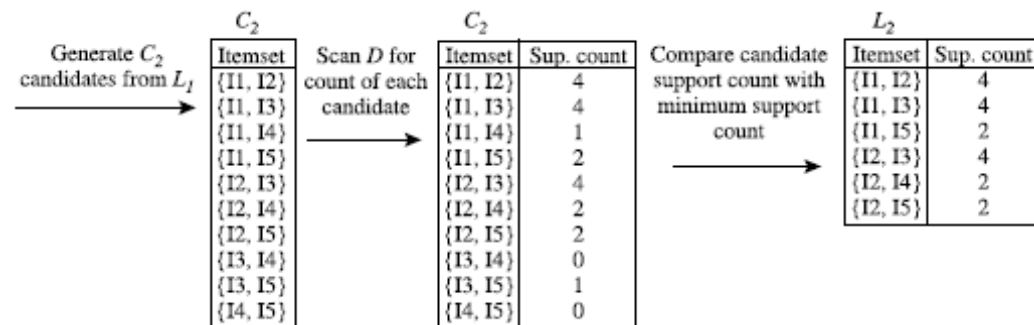 C2
Generate C2
candidates from L1
Itemset
{I1, I2}
{I1, I3}
{I1, I4}
{I1, I5}
{I2, I3}
{I2, I4}
{I2, I5}
{I3, I4}
{I3, I5}
{I4, I5}
Scan D for
count of each
candidate
C2
Itemset Sup. count
{I1, I2} 4
{I1, I3} 4
{I1, I4} 1
{I1, I5} 2
{I2, I3} 4
{I2, I4} 2
{I2, I5} 2
{I3, I4} 0
{I3, I5} 1
{I4, I5} 0
Compare candidate
support count with
minimum support
count
L2
Itemset Sup. count
{I1, I2} 4
{I1, I3} 4
{I1, I5} 2
{I2, I3} 4
{I2, I4} 2
{I2, I5} 2